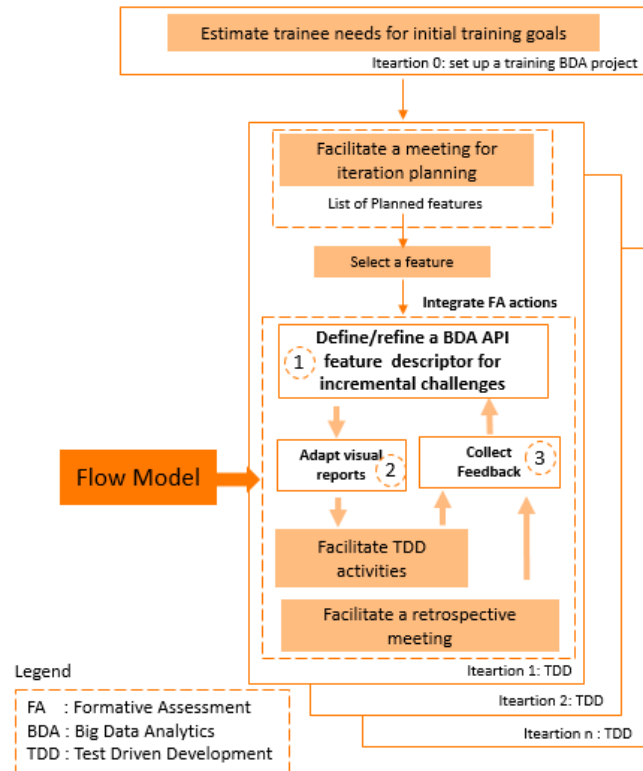 Estimate trainee needs for initial training goals
Iteartion 0: set up a training BDA project
Facilitate a meeting for
iteration planning
List of Planned features
Select a feature
Integrate FA actions
Define/refine a BDA API
feature descriptor for
incremental challenges
1
Adapt visual
reports
2
Collect
Feedback
3
Flow Model
Facilitate TDD
activities
Facilitate a retrospective
meeting
Iteartion 1: TDD
Iteartion 2: TDD
Iteartion n : TDD
Legend
FA : Formative Assessment
BDA : Big Data Analytics
TDD : Test Driven Development